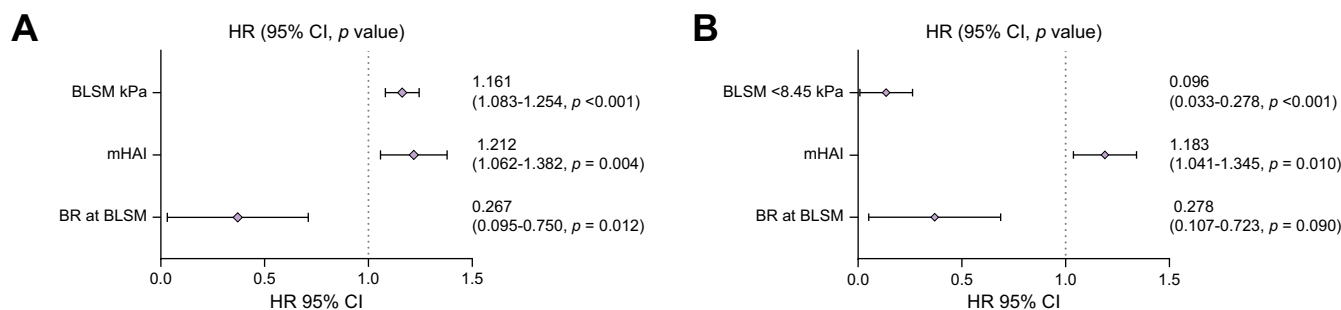 A
HR (95% CI, p value)
BLSM kPa
1.161
(1.083-1.254, p <0.001)
mHAI
1.212
(1.062-1.382, p = 0.004)
BR at BLSM
0.267
(0.095-0.750, p = 0.012)
0.0 0.5 1.0 1.5
HR 95% CI
B
HR (95% CI, p value)
BLSM <8.45 kPa
0.096
(0.033-0.278, p <0.001)
mHAI
1.183
(1.041-1.345, p = 0.010)
BR at BLSM
0.278
(0.107-0.723, p = 0.090)
0.0 0.5 1.0 1.5
HR 95% CI